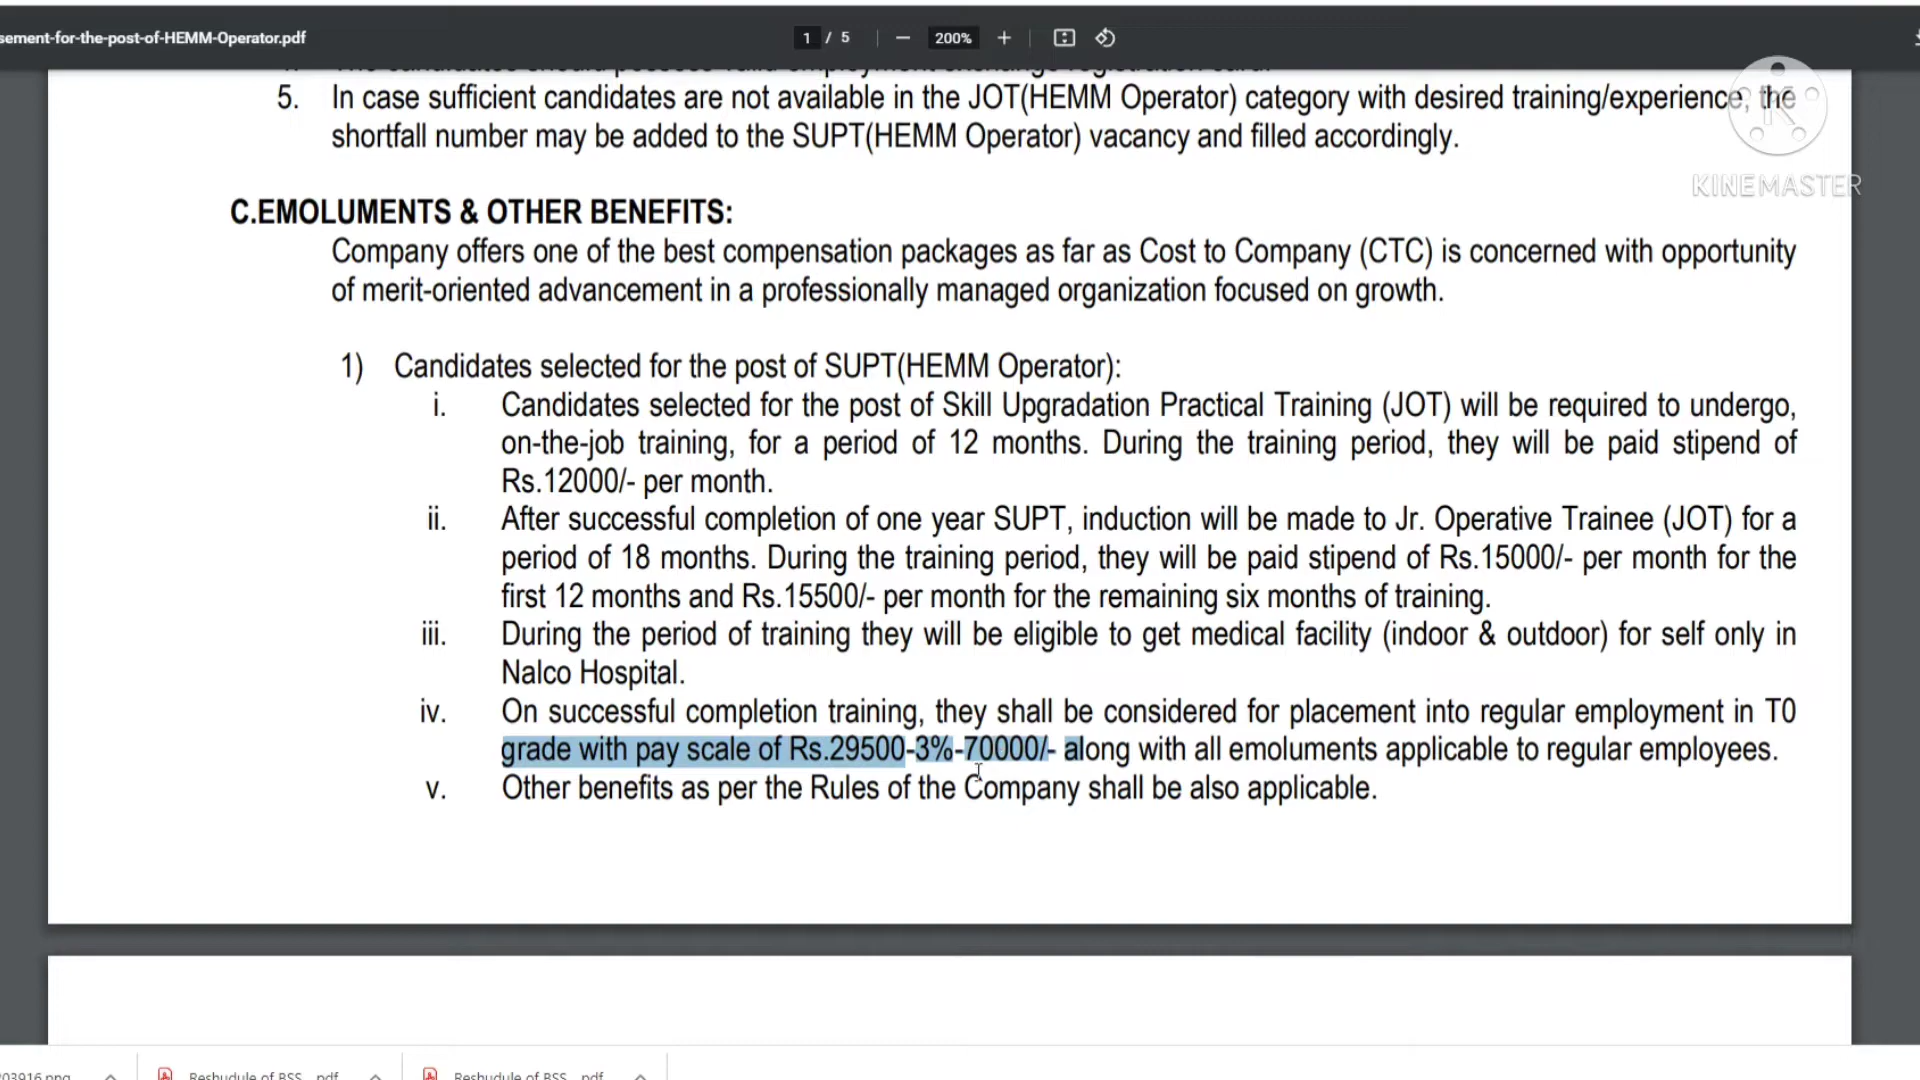 sement-for-the-post-of-HEMM-Operator.pdf
1 / 5
200%
5. In case sufficient candidates are not available in the JOT(HEMM Operator) category with desired training/experience, the
shortfall number may be added to the SUPT(HEMM Operator) vacancy and filled accordingly.
KINEMASTER
C.EMOLUMENTS & OTHER BENEFITS:
Company offers one of the best compensation packages as far as Cost to Company (CTC) is concerned with opportunity
of merit-oriented advancement in a professionally managed organization focused on growth.
1) Candidates selected for the post of SUPT(HEMM Operator):
i. Candidates selected for the post of Skill Upgradation Practical Training (JOT) will be required to undergo,
on-the-job training, for a period of 12 months. During the training period, they will be paid stipend of
Rs.12000/- per month.
ii. After successful completion of one year SUPT, induction will be made to Jr. Operative Trainee (JOT) for a
period of 18 months. During the training period, they will be paid stipend of Rs.15000/- per month for the
first 12 months and Rs.15500/- per month for the remaining six months of training.
iii. During the period of training they will be eligible to get medical facility (indoor & outdoor) for self only in
Nalco Hospital.
iv. On successful completion training, they shall be considered for placement into regular employment in T0
grade with pay scale of Rs.29500-3%-70000/- along with all emoluments applicable to regular employees.
v. Other benefits as per the Rules of the Company shall be also applicable.
03916.png
Reshudule of BSS....pdf
Reshudule of BSS....pdf